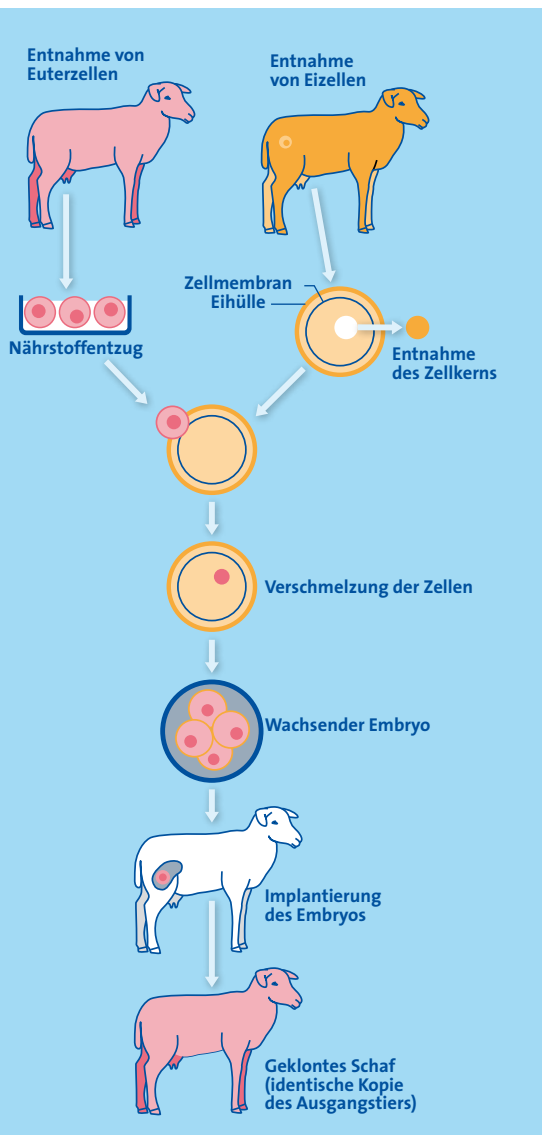 Entnahme von
Euterzellen
Entnahme
von Eizellen
Zellmembran
Eihülle
Nährstoffentzug
Entnahme
des Zellkerns
Verschmelzung der Zellen
Wachsender Embryo
Implantierung
des Embryos
Geklontes Schaf
(identische Kopie
des Ausgangstiers)